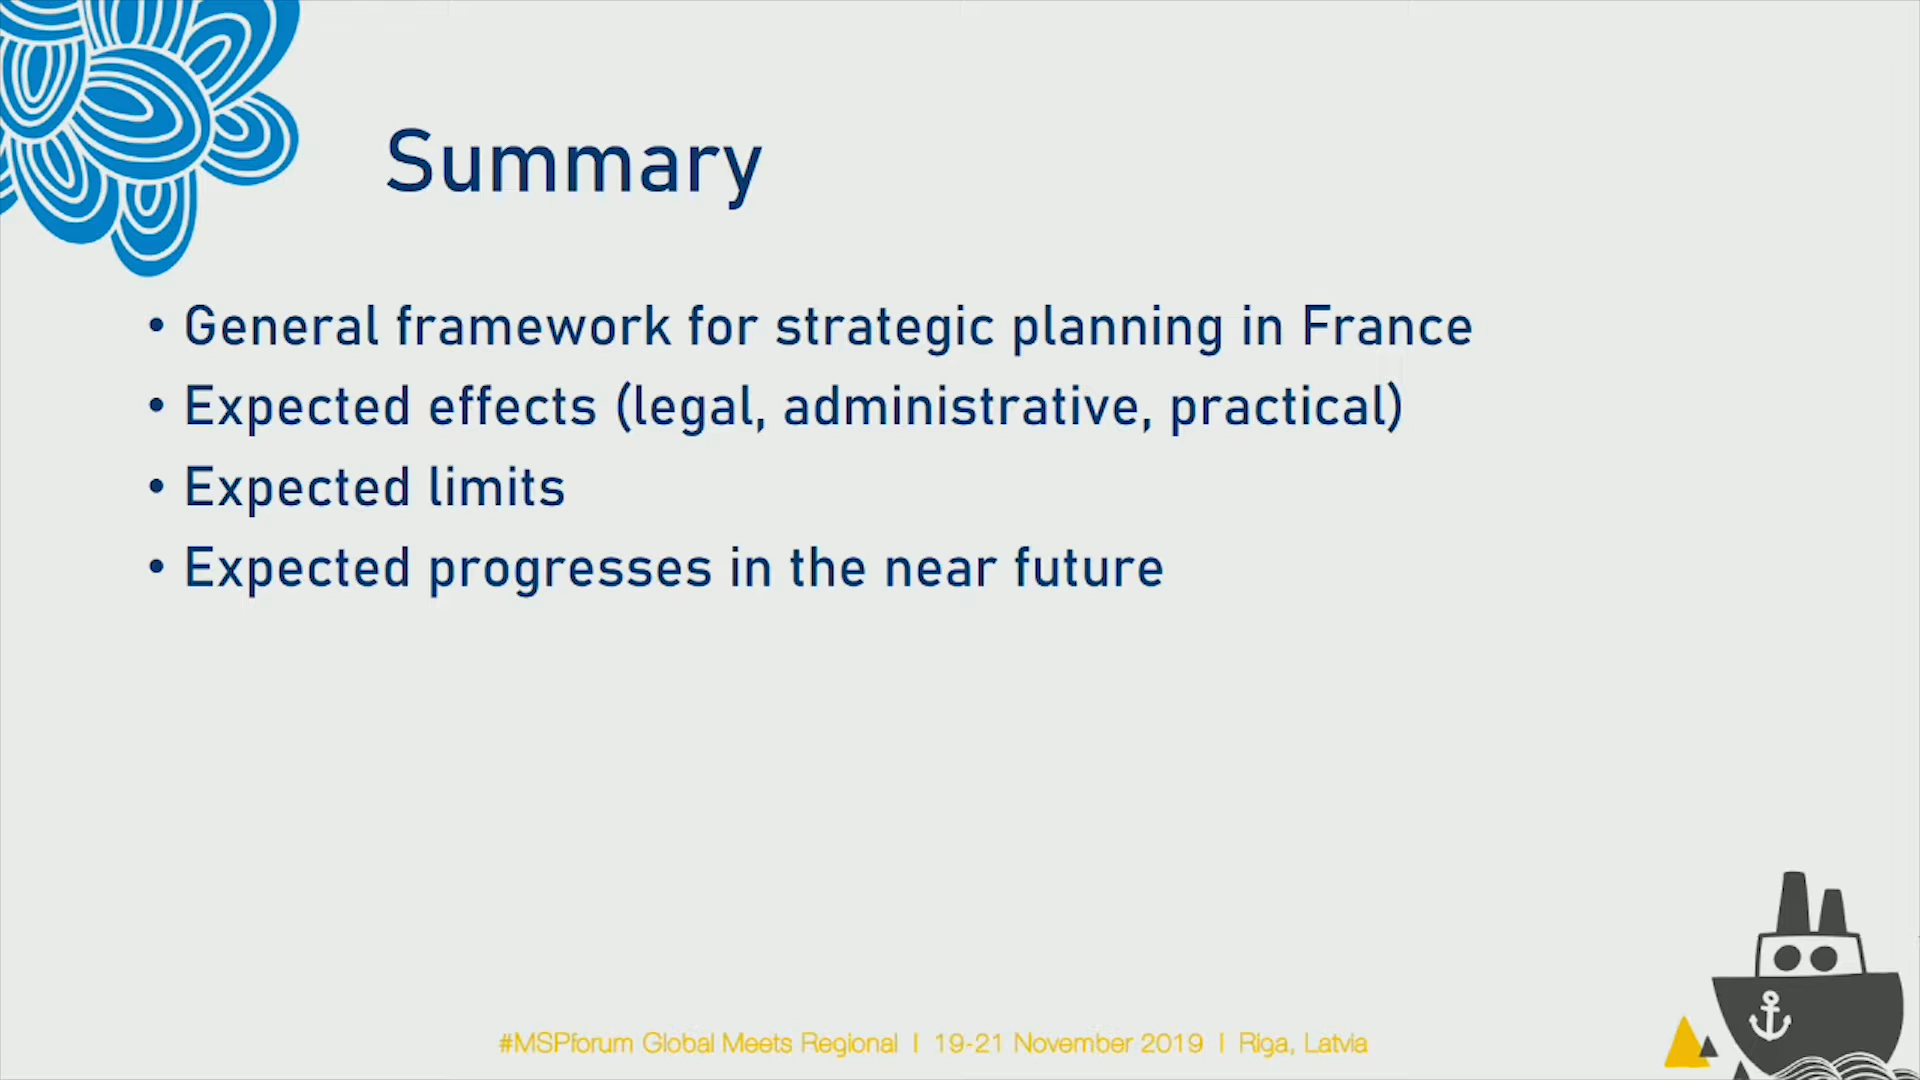 Summary
• General framework for strategic planning in France
• Expected effects (legal, administrative, practical)
• Expected limits
• Expected progresses in the near future
#MSPforum Global Meets Regional I 19-21 November 2019 I Riga, Latvia